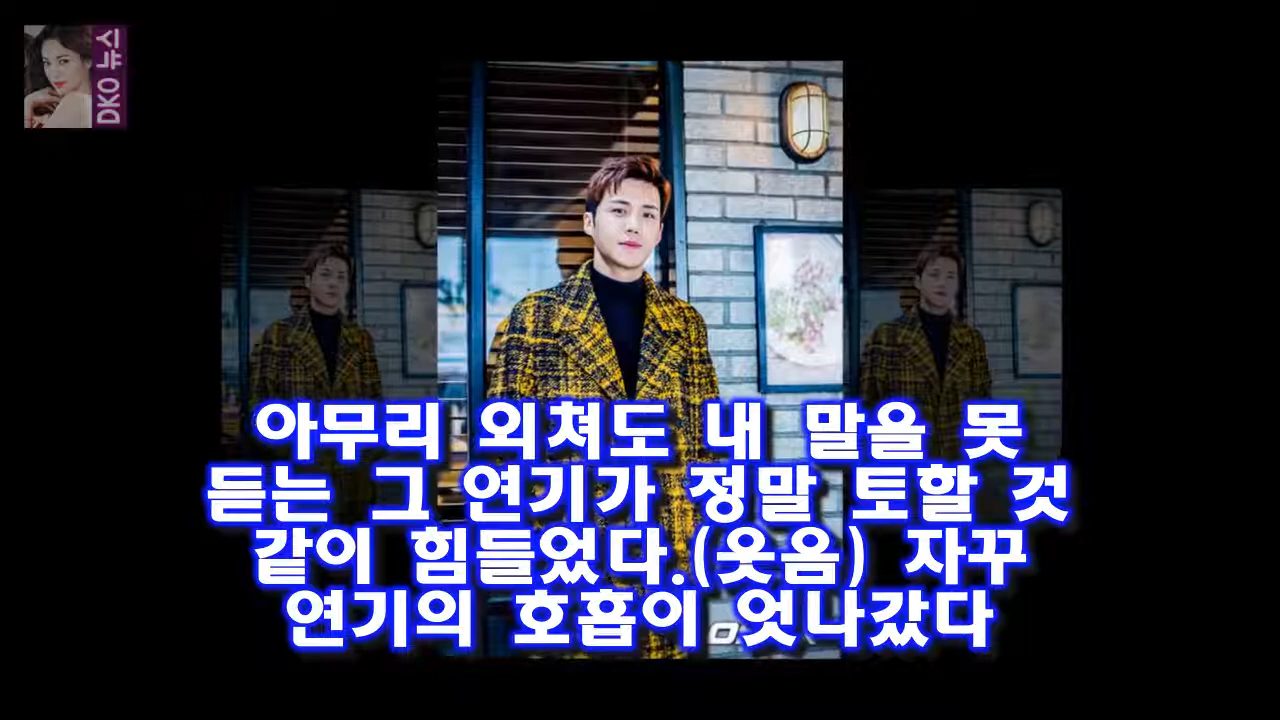 DKO 뉴스
아무리 외쳐도 내 말을 못
듣는 그 연기가 정말 토할 것
같이 힘들었다.(웃음) 자꾸
연기의 호흡이 엇나갔다